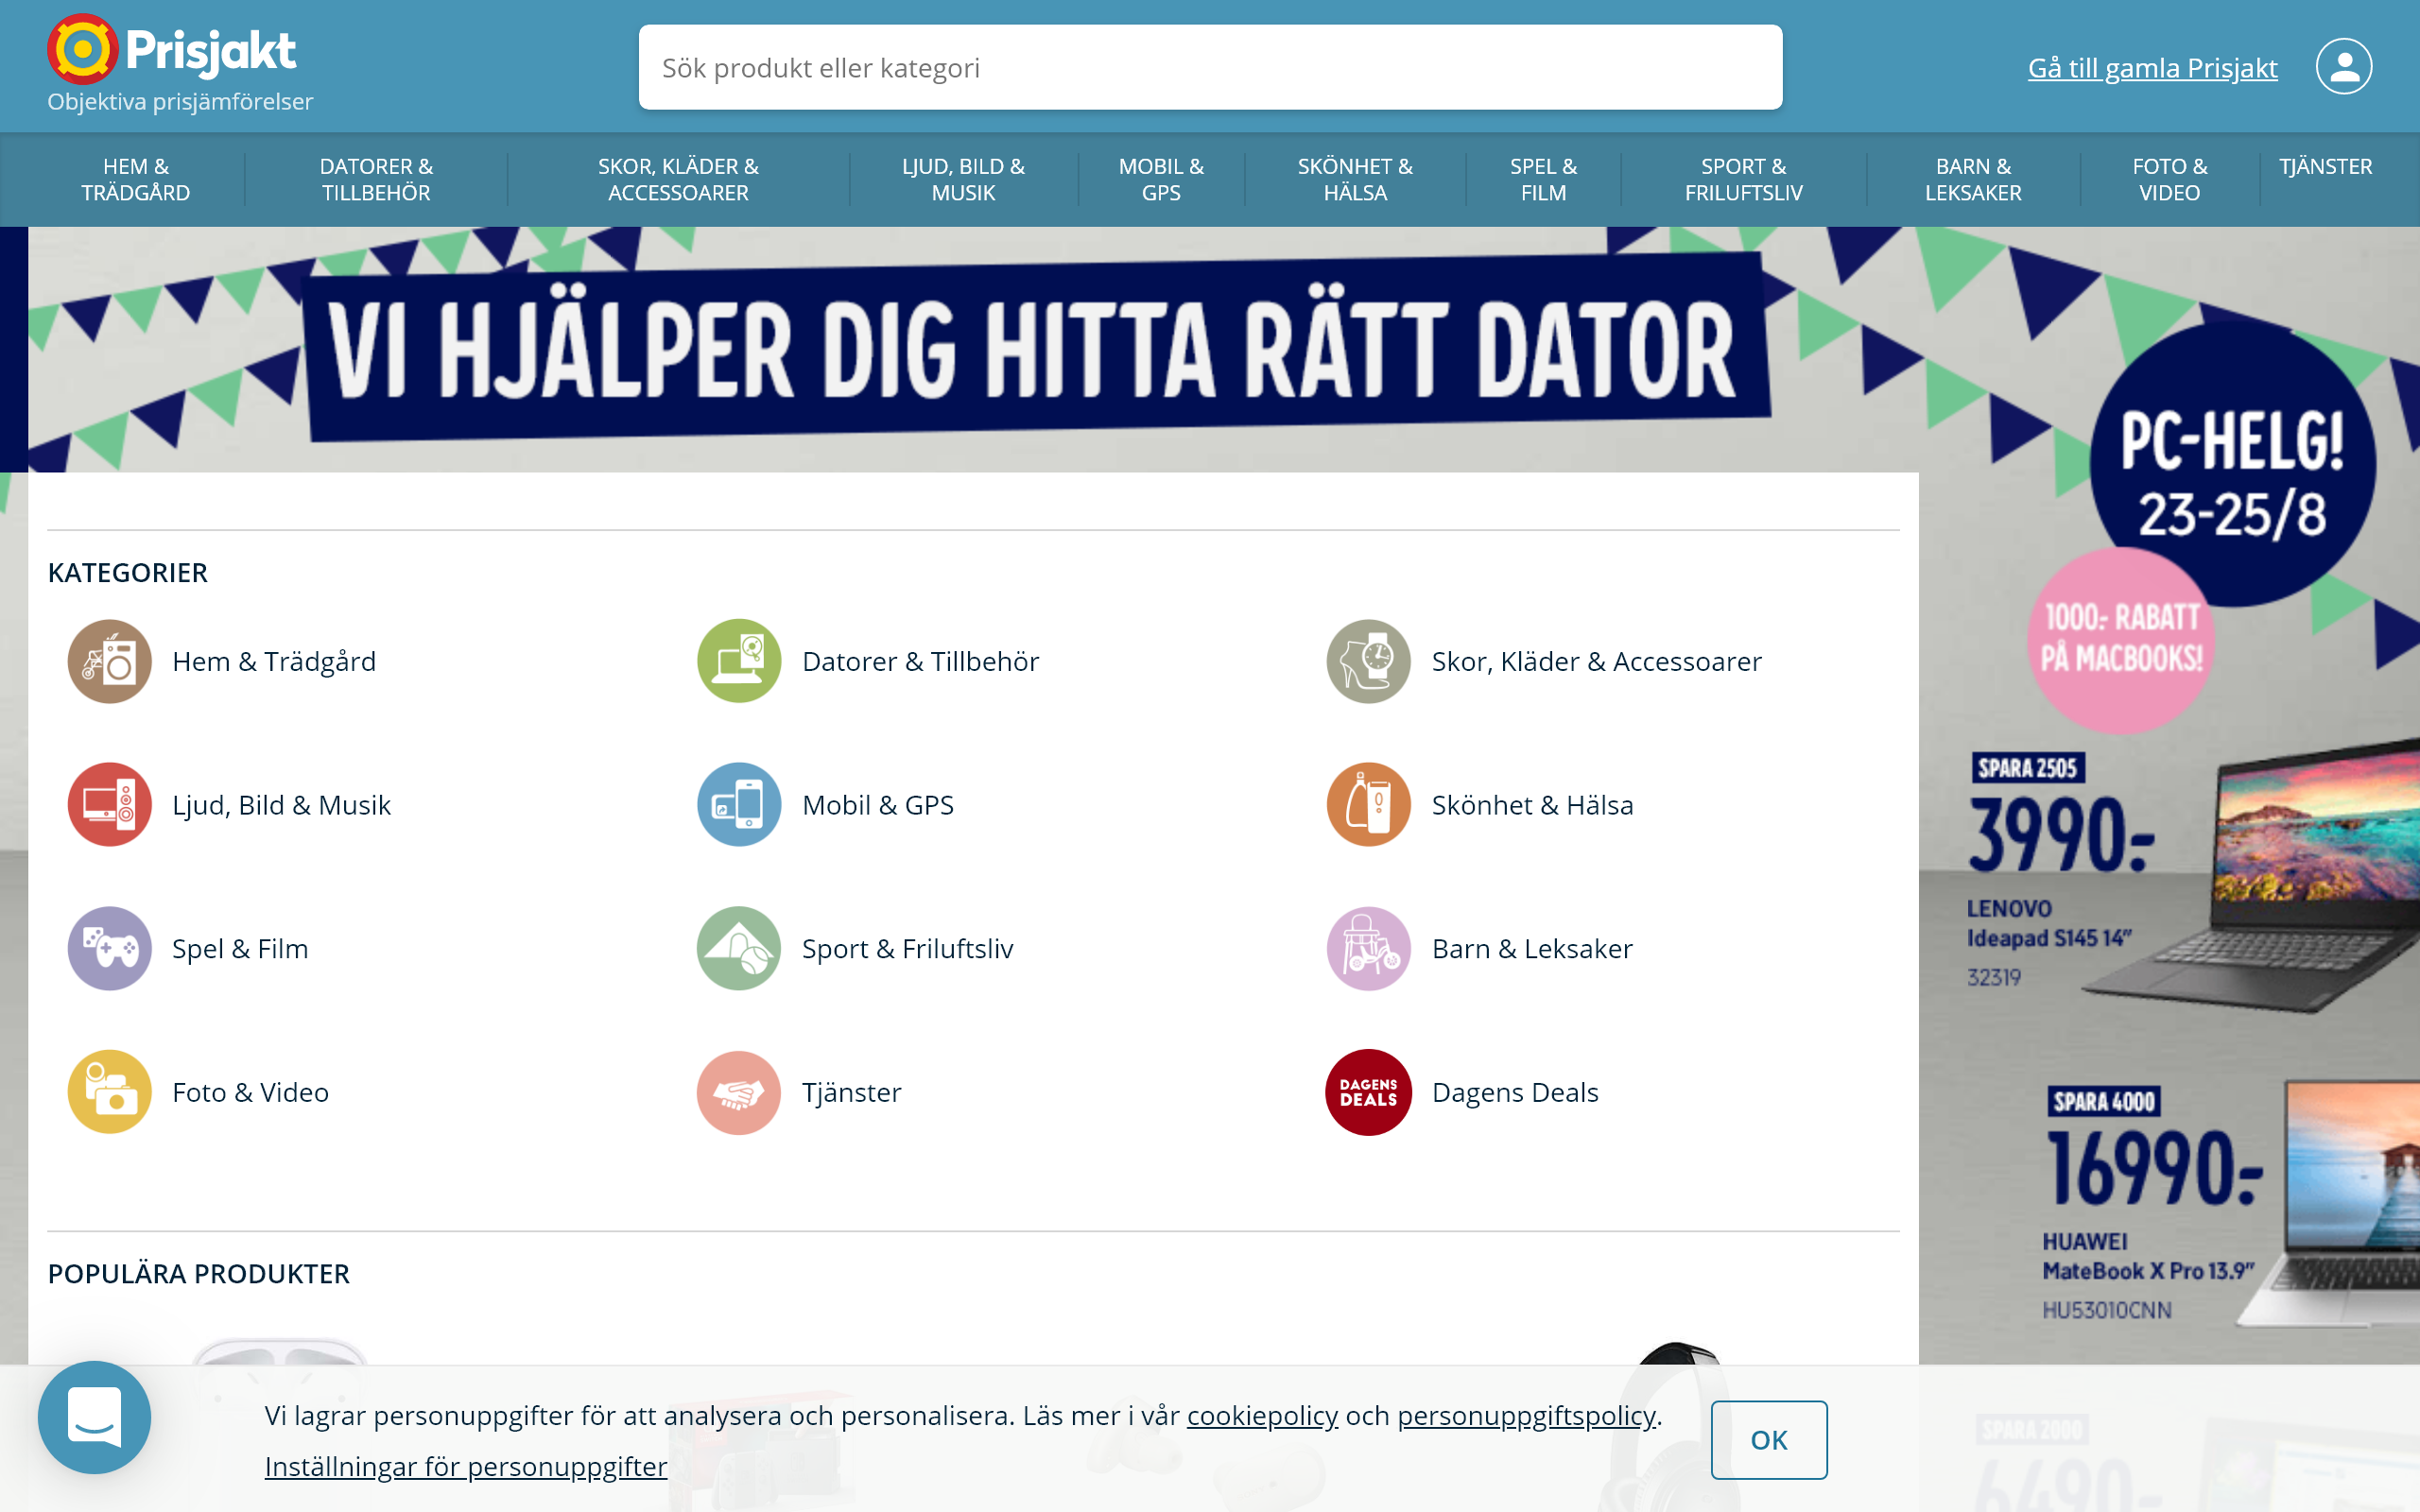 Prisjakt
Objektiva prisjämförelser
Sök produkt eller kategori
Gå till gamla Prisjakt
HEM &
TRÄDGÅRD
DATORER &
TILLBEHÖR
SKOR, KLÄDER &
ACCESSOARER
LJUD, BILD &
MUSIK
MOBIL &
GPS
SKÖNHET &
HÄLSA
SPEL &
FILM
SPORT &
FRILUFTSLIV
BARN &
LEKSAKER
FOTO &
VIDEO
TJÄNSTER
VI HJÄLPER DIG HITTA RÄTT DATOR
PC-HELG!
23-25/8
1000:- RABATT
PÅ MACBOOKS!
KATEGORIER
Hem & Trädgård
Datorer & Tillbehör
Skor, Kläder & Accessoarer
Ljud, Bild & Musik
Mobil & GPS
Skönhet & Hälsa
Spel & Film
Sport & Friluftsliv
Barn & Leksaker
Foto & Video
Tjänster
DAGENS
DEALS
Dagens Deals
SPARA 2505
3990:-
LENOVO
Ideapad S145 14”
32319
SPARA 4000
16990:-
HUAWEI
MateBook X Pro 13.9”
HU53010CNN
POPULÄRA PRODUKTER
SPARA 2000
6490:-
Vi lagrar personuppgifter för att analysera och personalisera. Läs mer i vår cookiepolicy och personuppgiftspolicy.
Inställningar för personuppgifter
OK